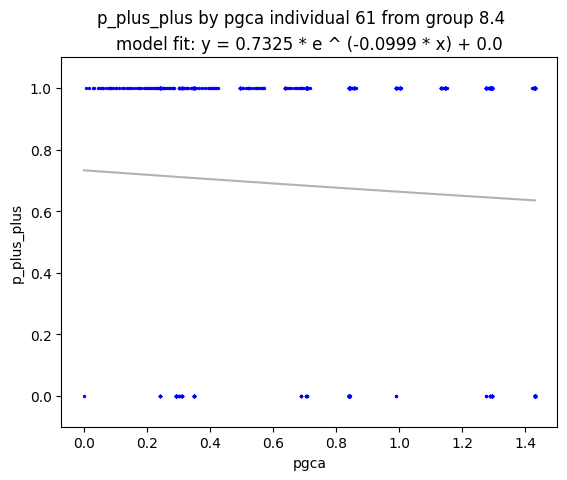 p_plus_plus by pgca individual 61 from group 8.4
model fit: y = 0.7325 * e ^ (-0.0999 * x) + 0.0
1.0
0.8
0.6
0.4
0.2
0.0
p_plus_plus
0.0 0.2 0.4 0.6 0.8 1.0 1.2 1.4
pgca